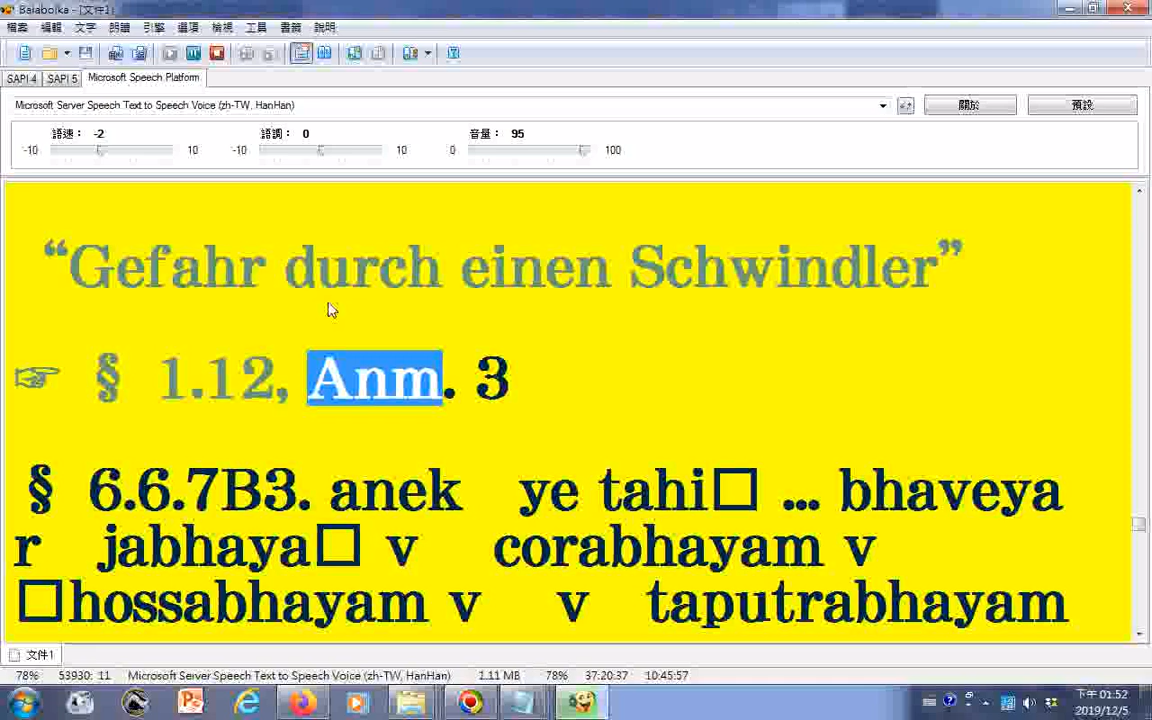 Balabolka - [文件1]
檔案 編輯 文字 朗讀 引擎 選項 檢視 工具 書籤 說明
SAPI 4 SAPI 5 Microsoft Speech Platform
Microsoft Server Speech Text to Speech Voice (zh-TW, HanHan) 關於 預設
語速： -2 語調： 0 音量： 95
-10 10 -10 10 0 100
“Gefahr durch einen Schwindler”
☞ § 1.12, Anm. 3
§ 6.6.7B3. anek ye tahi□ ... bhaveya
r jabhaya□ v corabhayam v
□hossabhayam v v taputrabhayam
文件1
78% 53930: 11 Microsoft Server Speech Text to Speech Voice (zh-TW, HanHan) 1.11 MB 78% 37:20:37 10:45:57
下午 01:52
2019/12/5